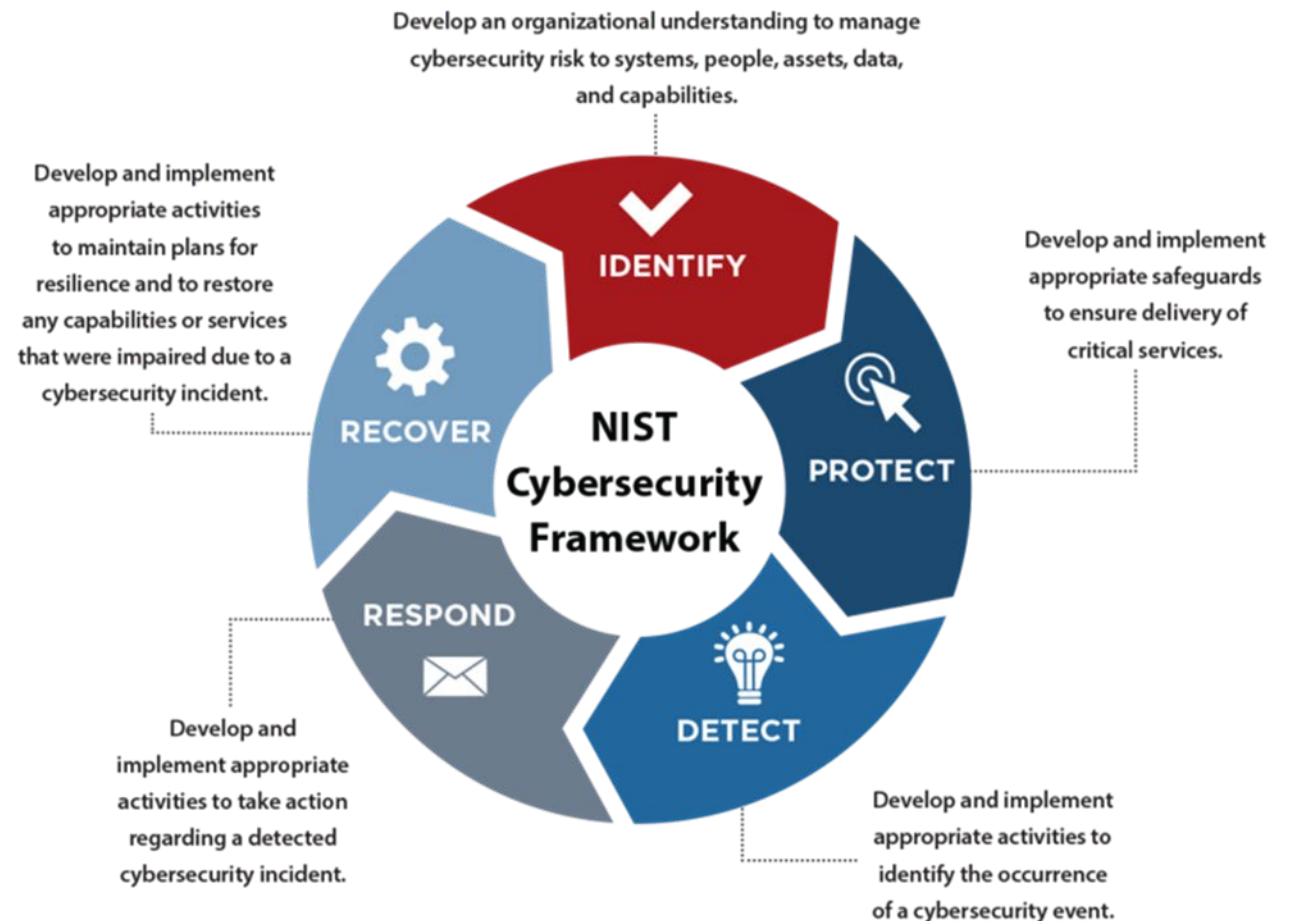 Develop an organizational understanding to manage
cybersecurity risk to systems, people, assets, data,
and capabilities.
IDENTIFY
Develop and implement
appropriate safeguards
to ensure delivery of
critical services.
PROTECT
Develop and implement
appropriate activities to
identify the occurrence
of a cybersecurity event.
DETECT
Develop and
implement appropriate
activities to take action
regarding a detected
cybersecurity incident.
RESPOND
Develop and implement
appropriate activities
to maintain plans for
resilience and to restore
any capabilities or services
that were impaired due to a
cybersecurity incident.
RECOVER
NIST
Cybersecurity
Framework